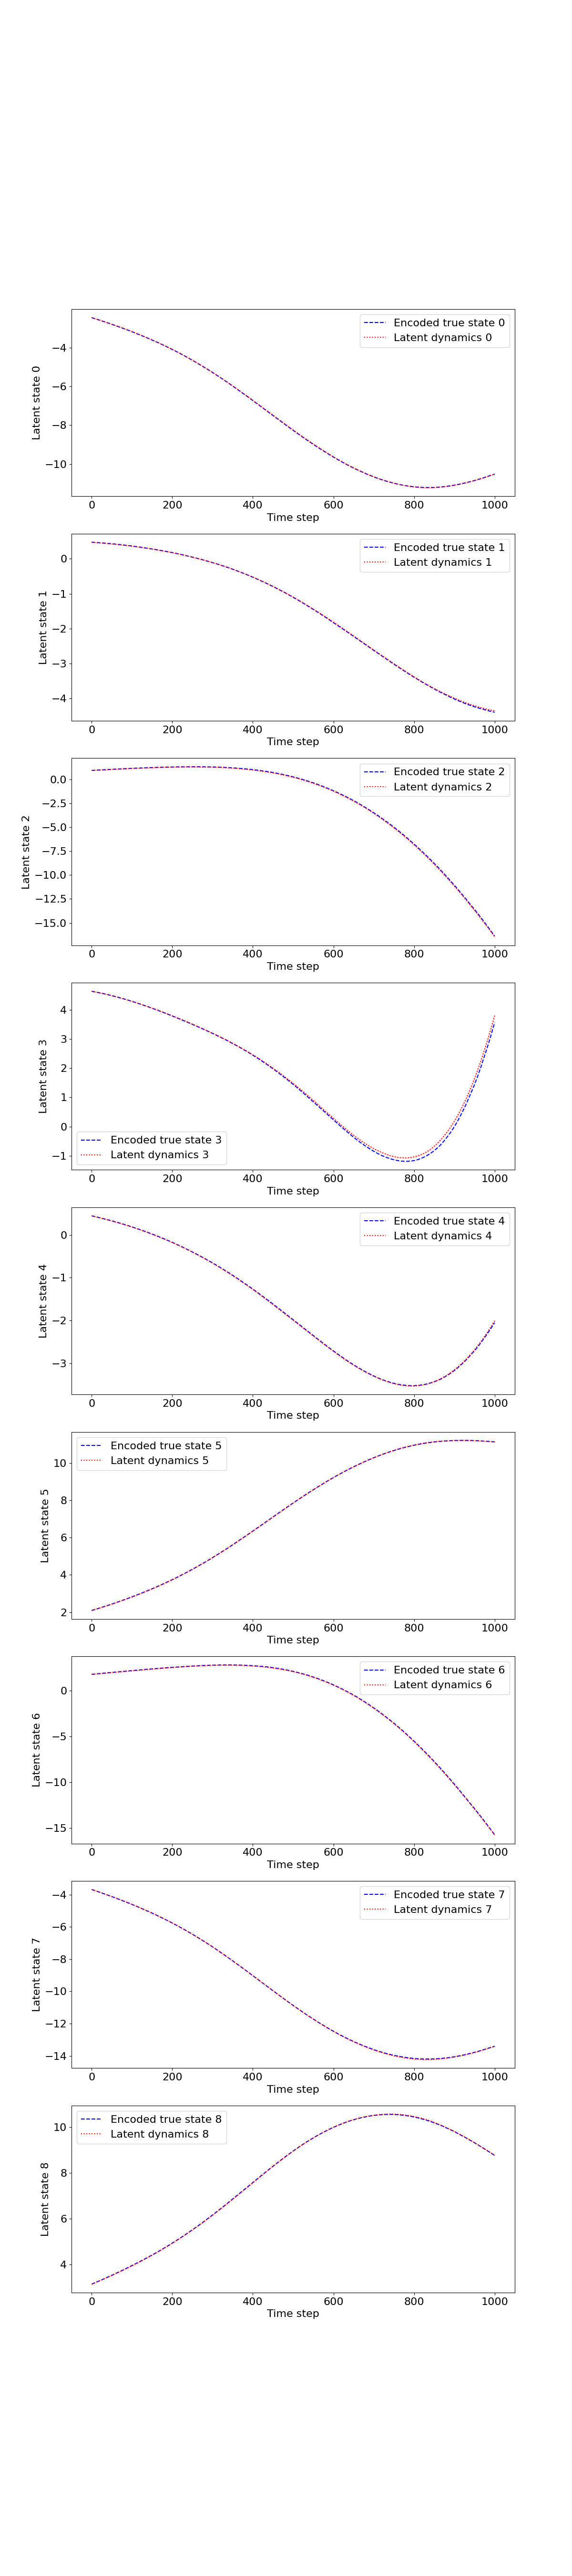 Encoded true state 0
Latent dynamics 0
−4
−6
−8
−10
Latent state 0
0 200 400 600 800 1000
Time step
Encoded true state 1
Latent dynamics 1
0
−1
−2
−3
−4
Latent state 1
0 200 400 600 800 1000
Time step
Encoded true state 2
Latent dynamics 2
0.0
−2.5
−5.0
−7.5
−10.0
−12.5
−15.0
Latent state 2
0 200 400 600 800 1000
Time step
4
3
2
1
0
−1
Latent state 3
Encoded true state 3
Latent dynamics 3
0 200 400 600 800 1000
Time step
Encoded true state 4
Latent dynamics 4
0
−1
−2
−3
Latent state 4
0 200 400 600 800 1000
Time step
Encoded true state 5
Latent dynamics 5
10
8
6
4
2
Latent state 5
0 200 400 600 800 1000
Time step
Encoded true state 6
Latent dynamics 6
0
−5
−10
−15
Latent state 6
0 200 400 600 800 1000
Time step
Encoded true state 7
Latent dynamics 7
−4
−6
−8
−10
−12
−14
Latent state 7
0 200 400 600 800 1000
Time step
Encoded true state 8
Latent dynamics 8
10
8
6
4
Latent state 8
0 200 400 600 800 1000
Time step